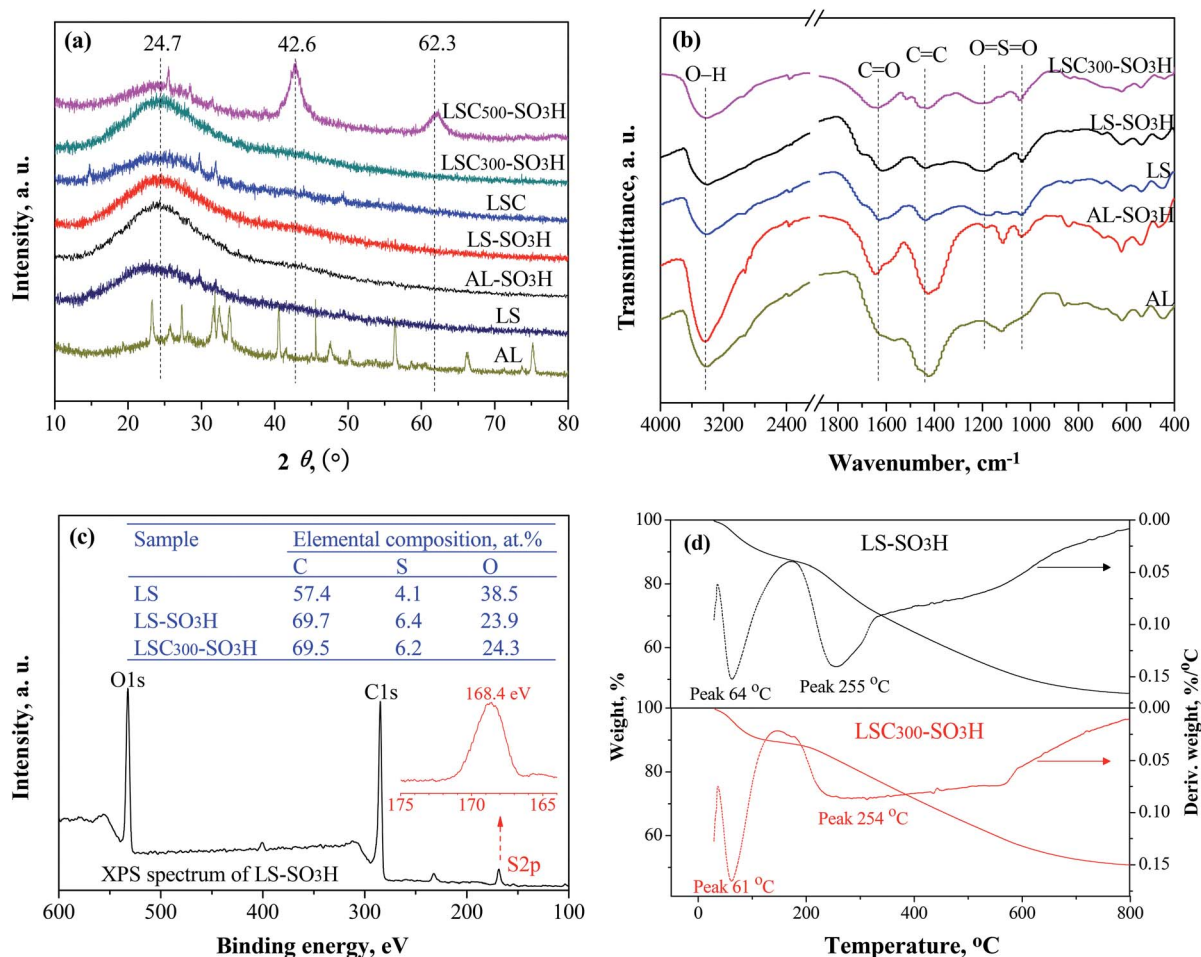 (a)
24.7 42.6 62.3
LSC500-SO3H
LSC300-SO3H
LSC
LS-SO3H
AL-SO3H
LS
AL
Intensity, a. u.
10 20 30 40 50 60 70 80
2 θ, (°)
(b)
O–H
C=O
C=C
O=S=O
LSC300-SO3H
LS-SO3H
LS
AL-SO3H
AL
Transmittance, a. u.
4000 3200 2400 1800 1600 1400 1200 1000 800 600 400
Wavenumber, cm-1
(c)
Sample Elemental composition, at.%
C S O
LS 57.4 4.1 38.5
LS-SO3H 69.7 6.4 23.9
LSC300-SO3H 69.5 6.2 24.3
O1s
C1s
168.4 eV
175 170 164
S2p
XPS spectrum of LS-SO3H
Intensity, a. u.
600 500 400 300 200 100
Binding energy, eV
(d)
LS-SO3H
Peak 64 °C
Peak 255 °C
100
80
60
0.00
0.05
0.10
0.15
LSC300-SO3H
Peak 254 °C
Peak 61 °C
100
80
60
0.00
0.05
0.10
0.15
Weight, %
Deriv. weight, %/°C
0 200 400 600 800
Temperature, °C